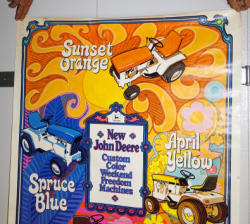 Sunset
Orange
New
John Deere
Custom
Color
Weekend
Freedom
Machines
April
Yellow
Spruce
Blue